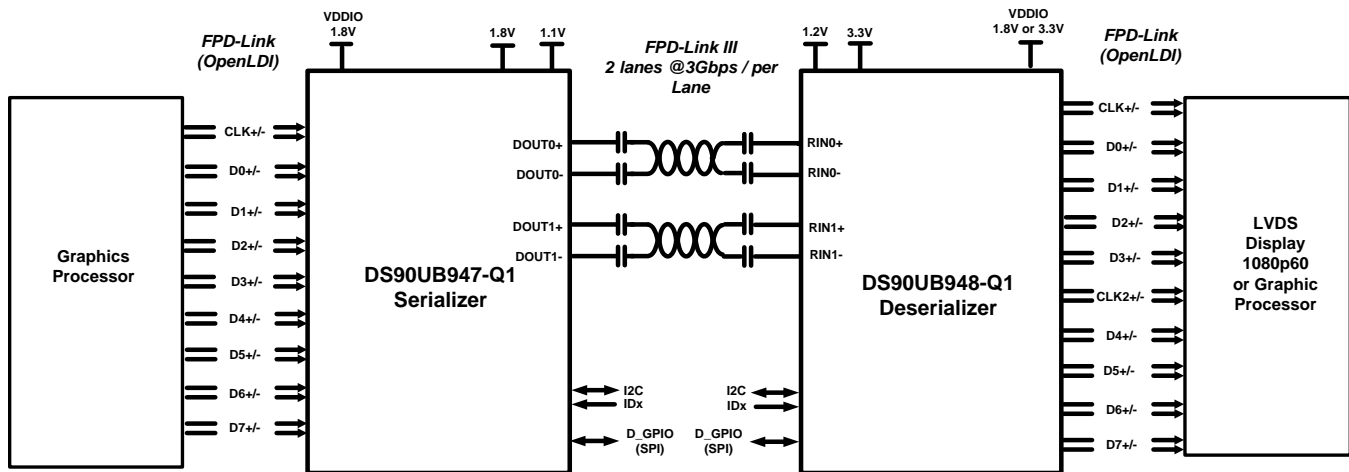 VDDIO
1.8V
1.8V
1.1V
1.2V
3.3V
VDDIO
1.8V or 3.3V
FPD-Link
(OpenLDI)
FPD-Link III
2 lanes @3Gbps / per
Lane
FPD-Link
(OpenLDI)
Graphics
Processor
CLK+/-
D0+/-
D1+/-
D2+/-
D3+/-
D4+/-
D5+/-
D6+/-
D7+/-
DS90UB947-Q1
Serializer
DOUT0+
DOUT0-
DOUT1+
DOUT1-
I2C
IDx
D_GPIO
(SPI)
RIN0+
RIN0-
RIN1+
RIN1-
I2C
IDx
D_GPIO
(SPI)
DS90UB948-Q1
Deserializer
CLK+/-
D0+/-
D1+/-
D2+/-
D3+/-
CLK2+/-
D4+/-
D5+/-
D6+/-
D7+/-
LVDS
Display
1080p60
or Graphic
Processor